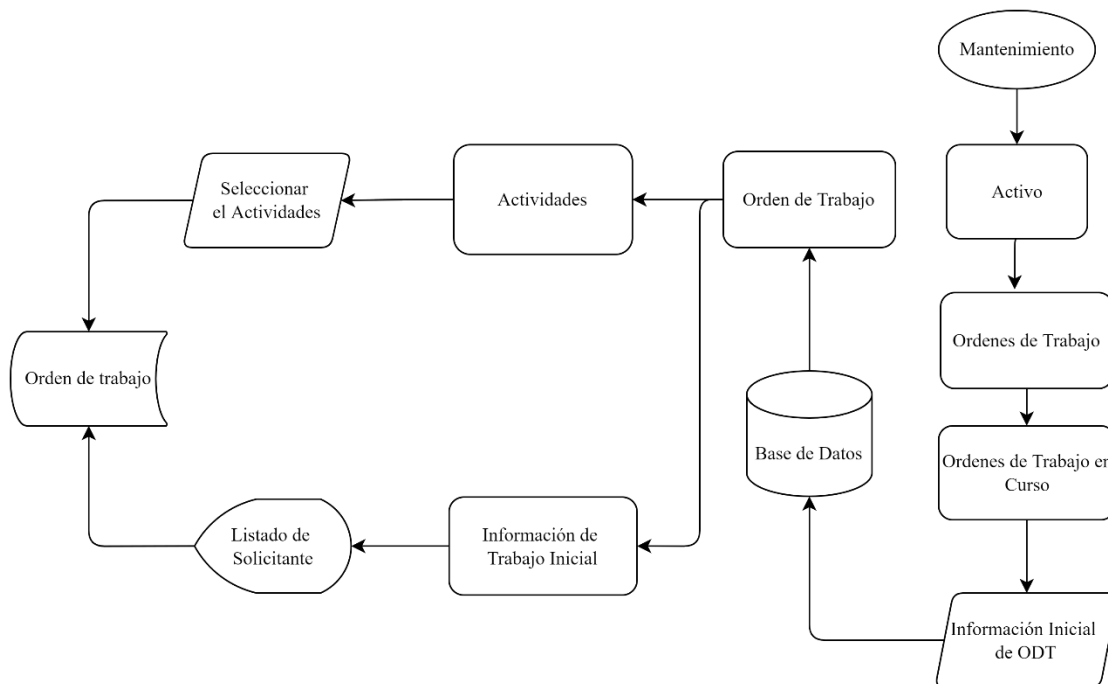 Mantenimiento
Activo
Ordenes de Trabajo
Ordenes de Trabajo en
Curso
Información Inicial
de ODT
Base de Datos
Orden de Trabajo
Actividades
Seleccionar
el Actividades
Información de
Trabajo Inicial
Listado de
Solicitante
Orden de trabajo